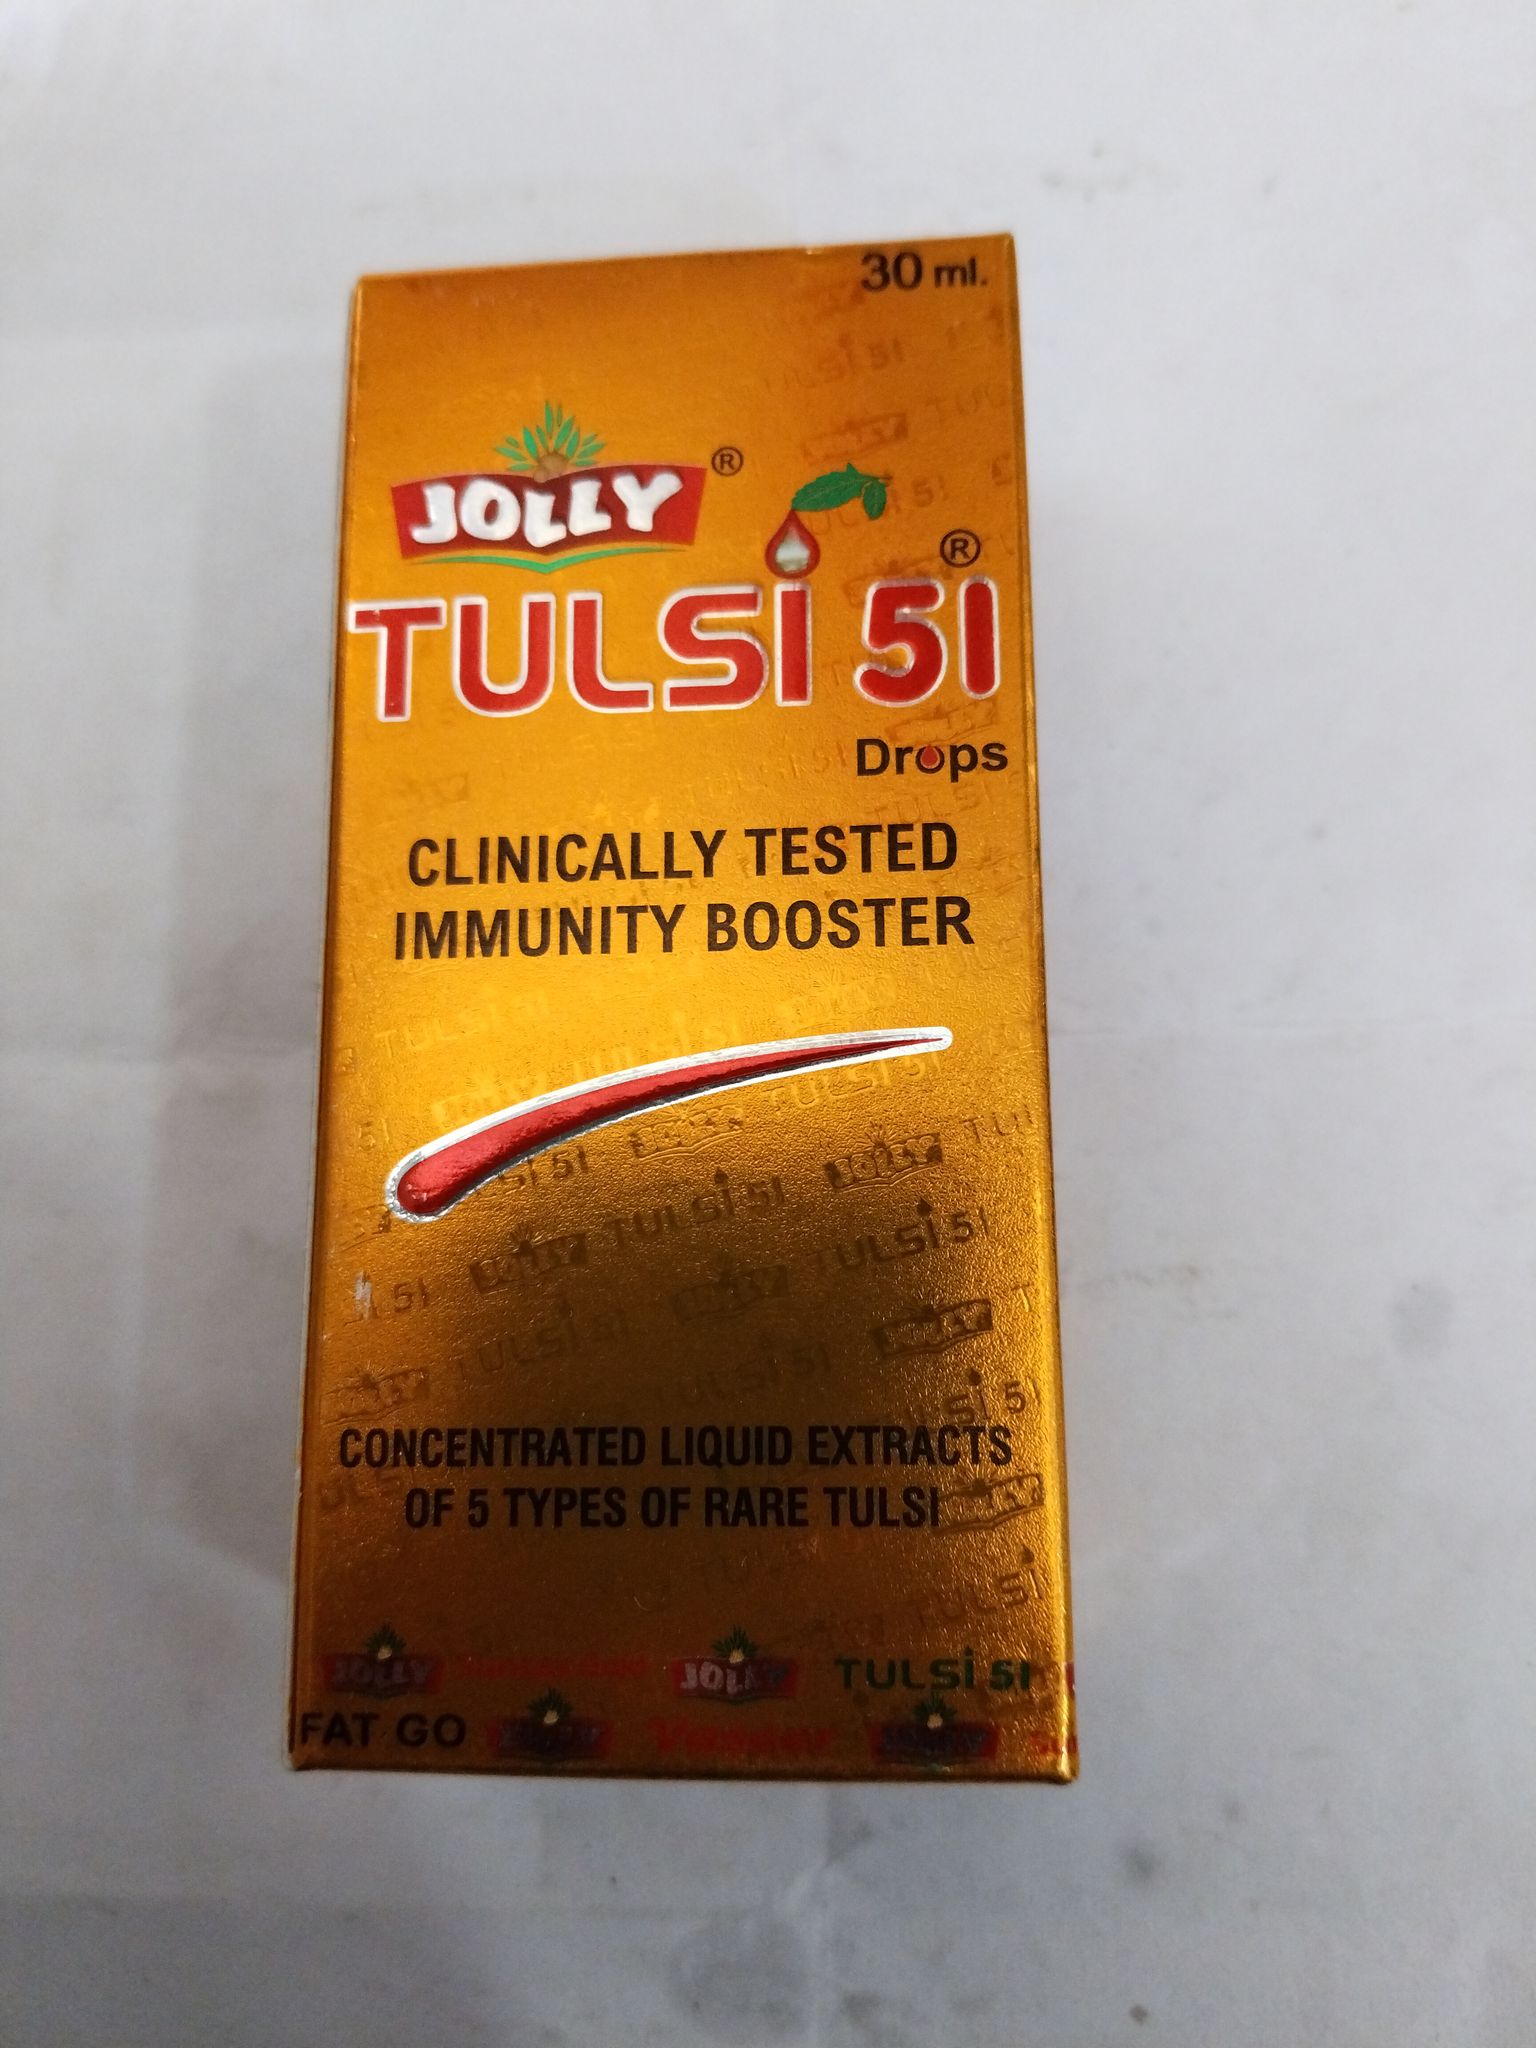 30 ml.
JOLLY ®
TULSi 51 ®
Drops
CLINICALLY TESTED
IMMUNITY BOOSTER
CONCENTRATED LIQUID EXTRACTS
OF 5 TYPES OF RARE TULSI
JOLLY JOLLY TULSi 51
FAT GO